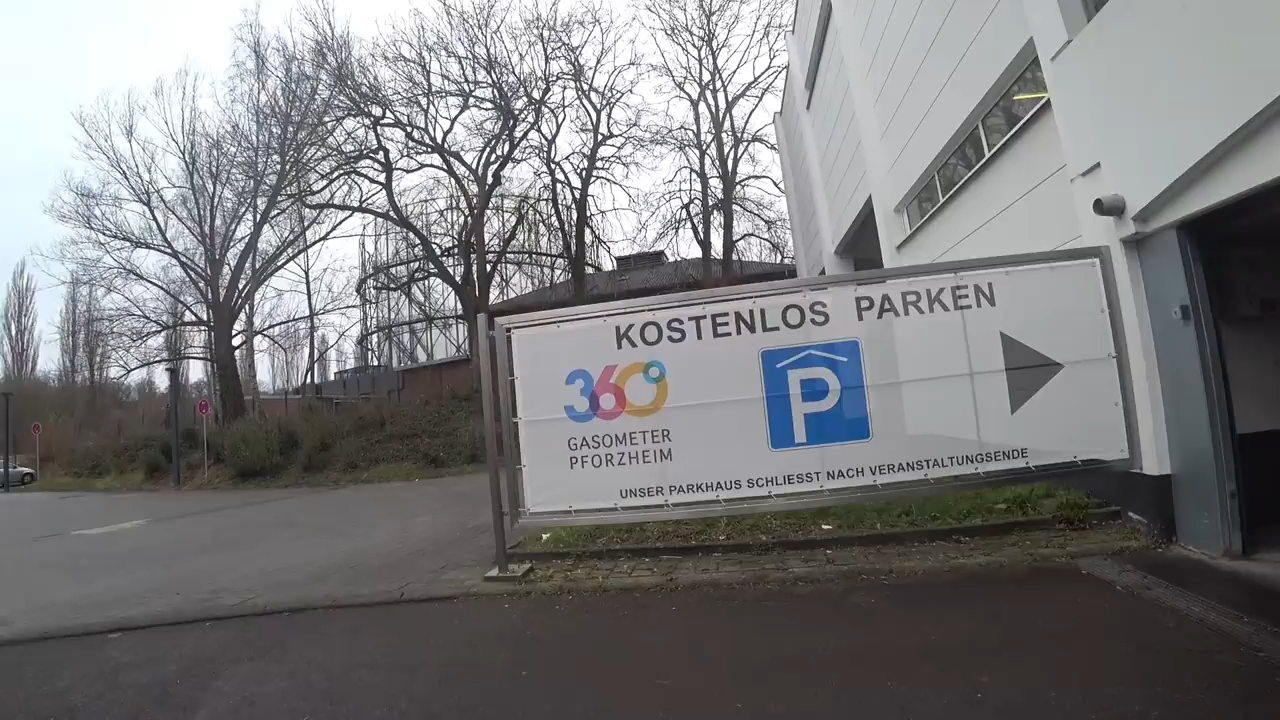 KOSTENLOS PARKEN
360°
GASOMETER
PFORZHEIM
P
UNSER PARKHAUS SCHLIESST NACH VERANSTALTUNGSENDE